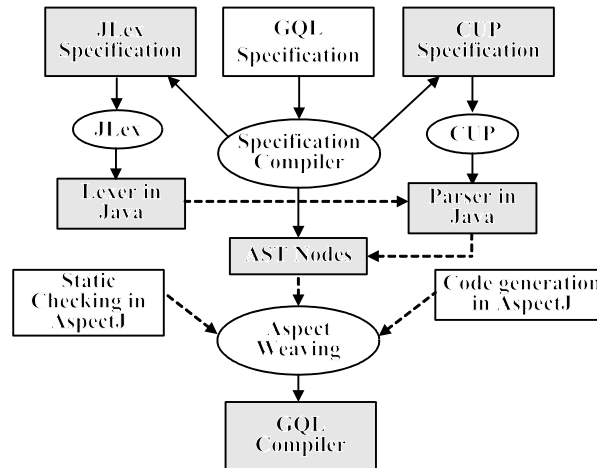 JLex
Specification
GQL
Specification
CUP
Specification
JLex
Specification
Compiler
CUP
Lexer in
Java
Parser in
Java
AST Nodes
Static
Checking in
AspectJ
Code generation
in AspectJ
Aspect
Weaving
GQL
Compiler